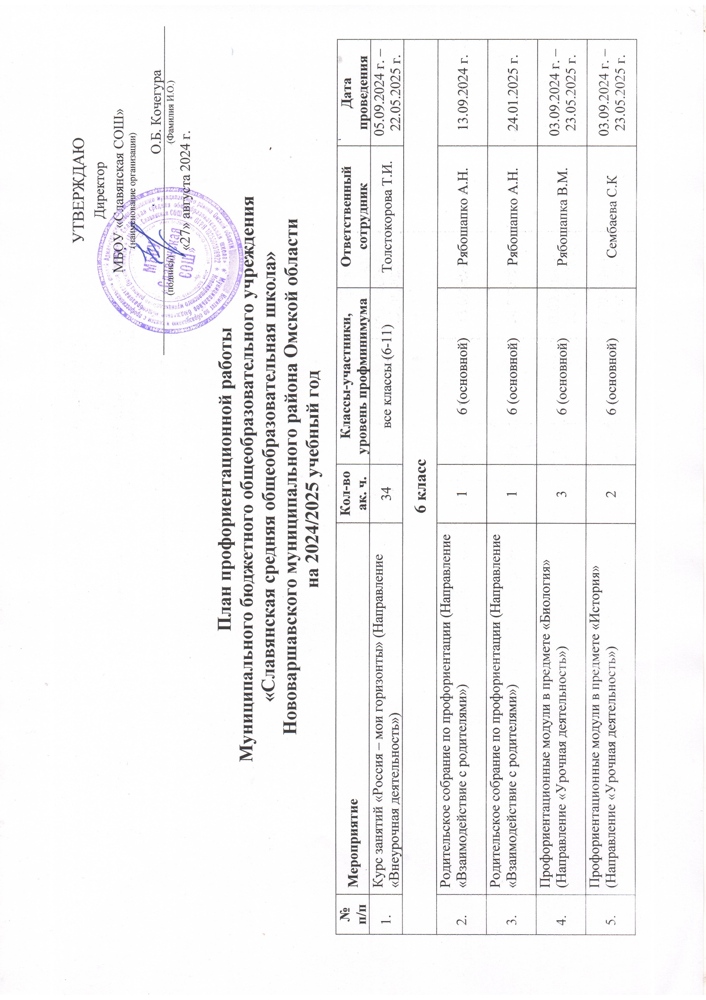 УТВЕРЖДАЮ
Директор
МБОУ «Славянская СОШ»
(наименование организации)
О.Б. Кочегура
(подпись) (Фамилия И.О.)
«27» августа 2024 г.
МБОУ
«Славянская
СОШ»
План профориентационной работы
Муниципального бюджетного общеобразовательного учреждения
«Славянская средняя общеобразовательная школа»
Нововаршавского муниципального района Омской области
на 2024/2025 учебный год
№ п/п Мероприятие Кол-во ак. ч. Классы-участники, уровень профминимума Ответственный сотрудник Дата проведения
1. Курс занятий «Россия – мои горизонты» (Направление «Внеурочная деятельность») 34 все классы (6-11) Толстокорова Т.И. 05.09.2024 г. – 22.05.2025 г.
6 класс
2. Родительское собрание по профориентации (Направление «Взаимодействие с родителями») 1 6 (основной) Рябошапко А.Н. 13.09.2024 г.
3. Родительское собрание по профориентации (Направление «Взаимодействие с родителями») 1 6 (основной) Рябошапко А.Н. 24.01.2025 г.
4. Профориентационные модули в предмете «Биология» (Направление «Урочная деятельность») 3 6 (основной) Рябошапка В.М. 03.09.2024 г. – 23.05.2025 г.
5. Профориентационные модули в предмете «История» (Направление «Урочная деятельность») 2 6 (основной) Сембаева С.К 03.09.2024 г. – 23.05.2025 г.